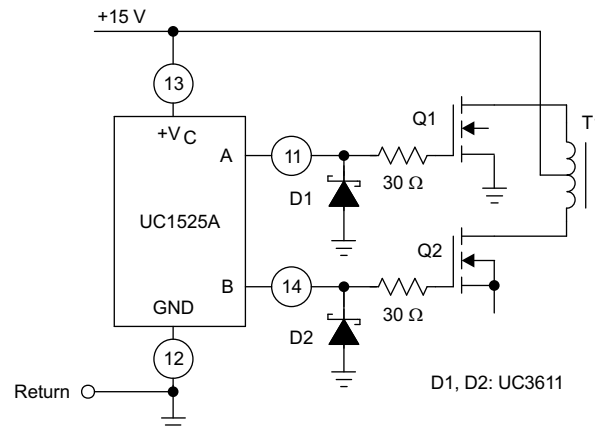 +15 V
13
+VC
A
11
Q1
T
D1
30 Ω
UC1525A
B
14
Q2
GND
D2
30 Ω
12
D1, D2: UC3611
Return